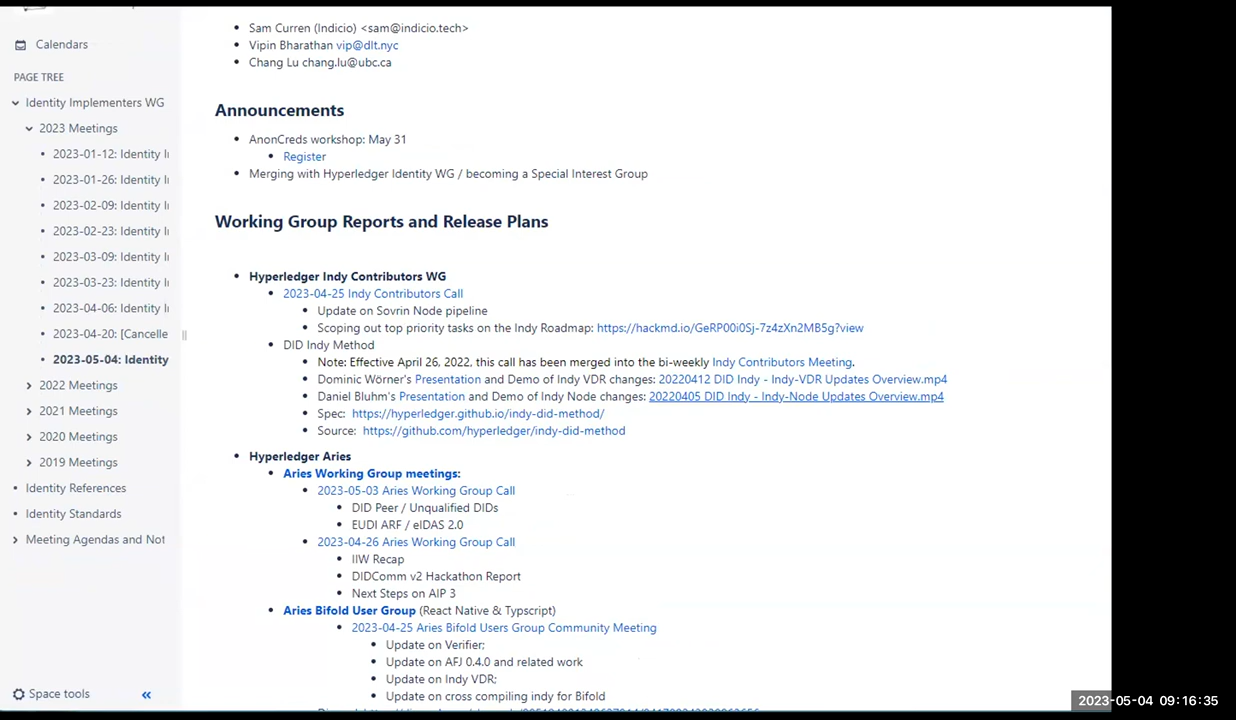 Calendars
PAGE TREE
Identity Implementers WG
2023 Meetings
2023-01-12: Identity I
2023-01-26: Identity I
2023-02-09: Identity I
2023-02-23: Identity I
2023-03-09: Identity I
2023-03-23: Identity I
2023-04-06: Identity I
2023-04-20: [Cancelle
2023-05-04: Identity
2022 Meetings
2021 Meetings
2020 Meetings
2019 Meetings
Identity References
Identity Standards
Meeting Agendas and Not
Space tools
Sam Curren (Indicio) <sam@indicio.tech>
Vipin Bharathan vip@dlt.nyc
Chang Lu chang.lu@ubc.ca
Announcements
AnonCreds workshop: May 31
Register
Merging with Hyperledger Identity WG / becoming a Special Interest Group
Working Group Reports and Release Plans
Hyperledger Indy Contributors WG
2023-04-25 Indy Contributors Call
Update on Sovrin Node pipeline
Scoping out top priority tasks on the Indy Roadmap: https://hackmd.io/GeRP00i0Sj-7z4zXn2MB5g?view
DID Indy Method
Note: Effective April 26, 2022, this call has been merged into the bi-weekly Indy Contributors Meeting.
Dominic Wörner's Presentation and Demo of Indy VDR changes: 20220412 DID Indy - Indy-VDR Updates Overview.mp4
Daniel Bluhm's Presentation and Demo of Indy Node changes: 20220405 DID Indy - Indy-Node Updates Overview.mp4
Spec: https://hyperledger.github.io/indy-did-method/
Source: https://github.com/hyperledger/indy-did-method
Hyperledger Aries
Aries Working Group meetings:
2023-05-03 Aries Working Group Call
DID Peer / Unqualified DIDs
EUDI ARF / eIDAS 2.0
2023-04-26 Aries Working Group Call
IIW Recap
DIDComm v2 Hackathon Report
Next Steps on AIP 3
Aries Bifold User Group (React Native & Typscript)
2023-04-25 Aries Bifold Users Group Community Meeting
Update on Verifier;
Update on AFJ 0.4.0 and related work
Update on Indy VDR;
Update on cross compiling indy for Bifold
2023-05-04 09:16:35